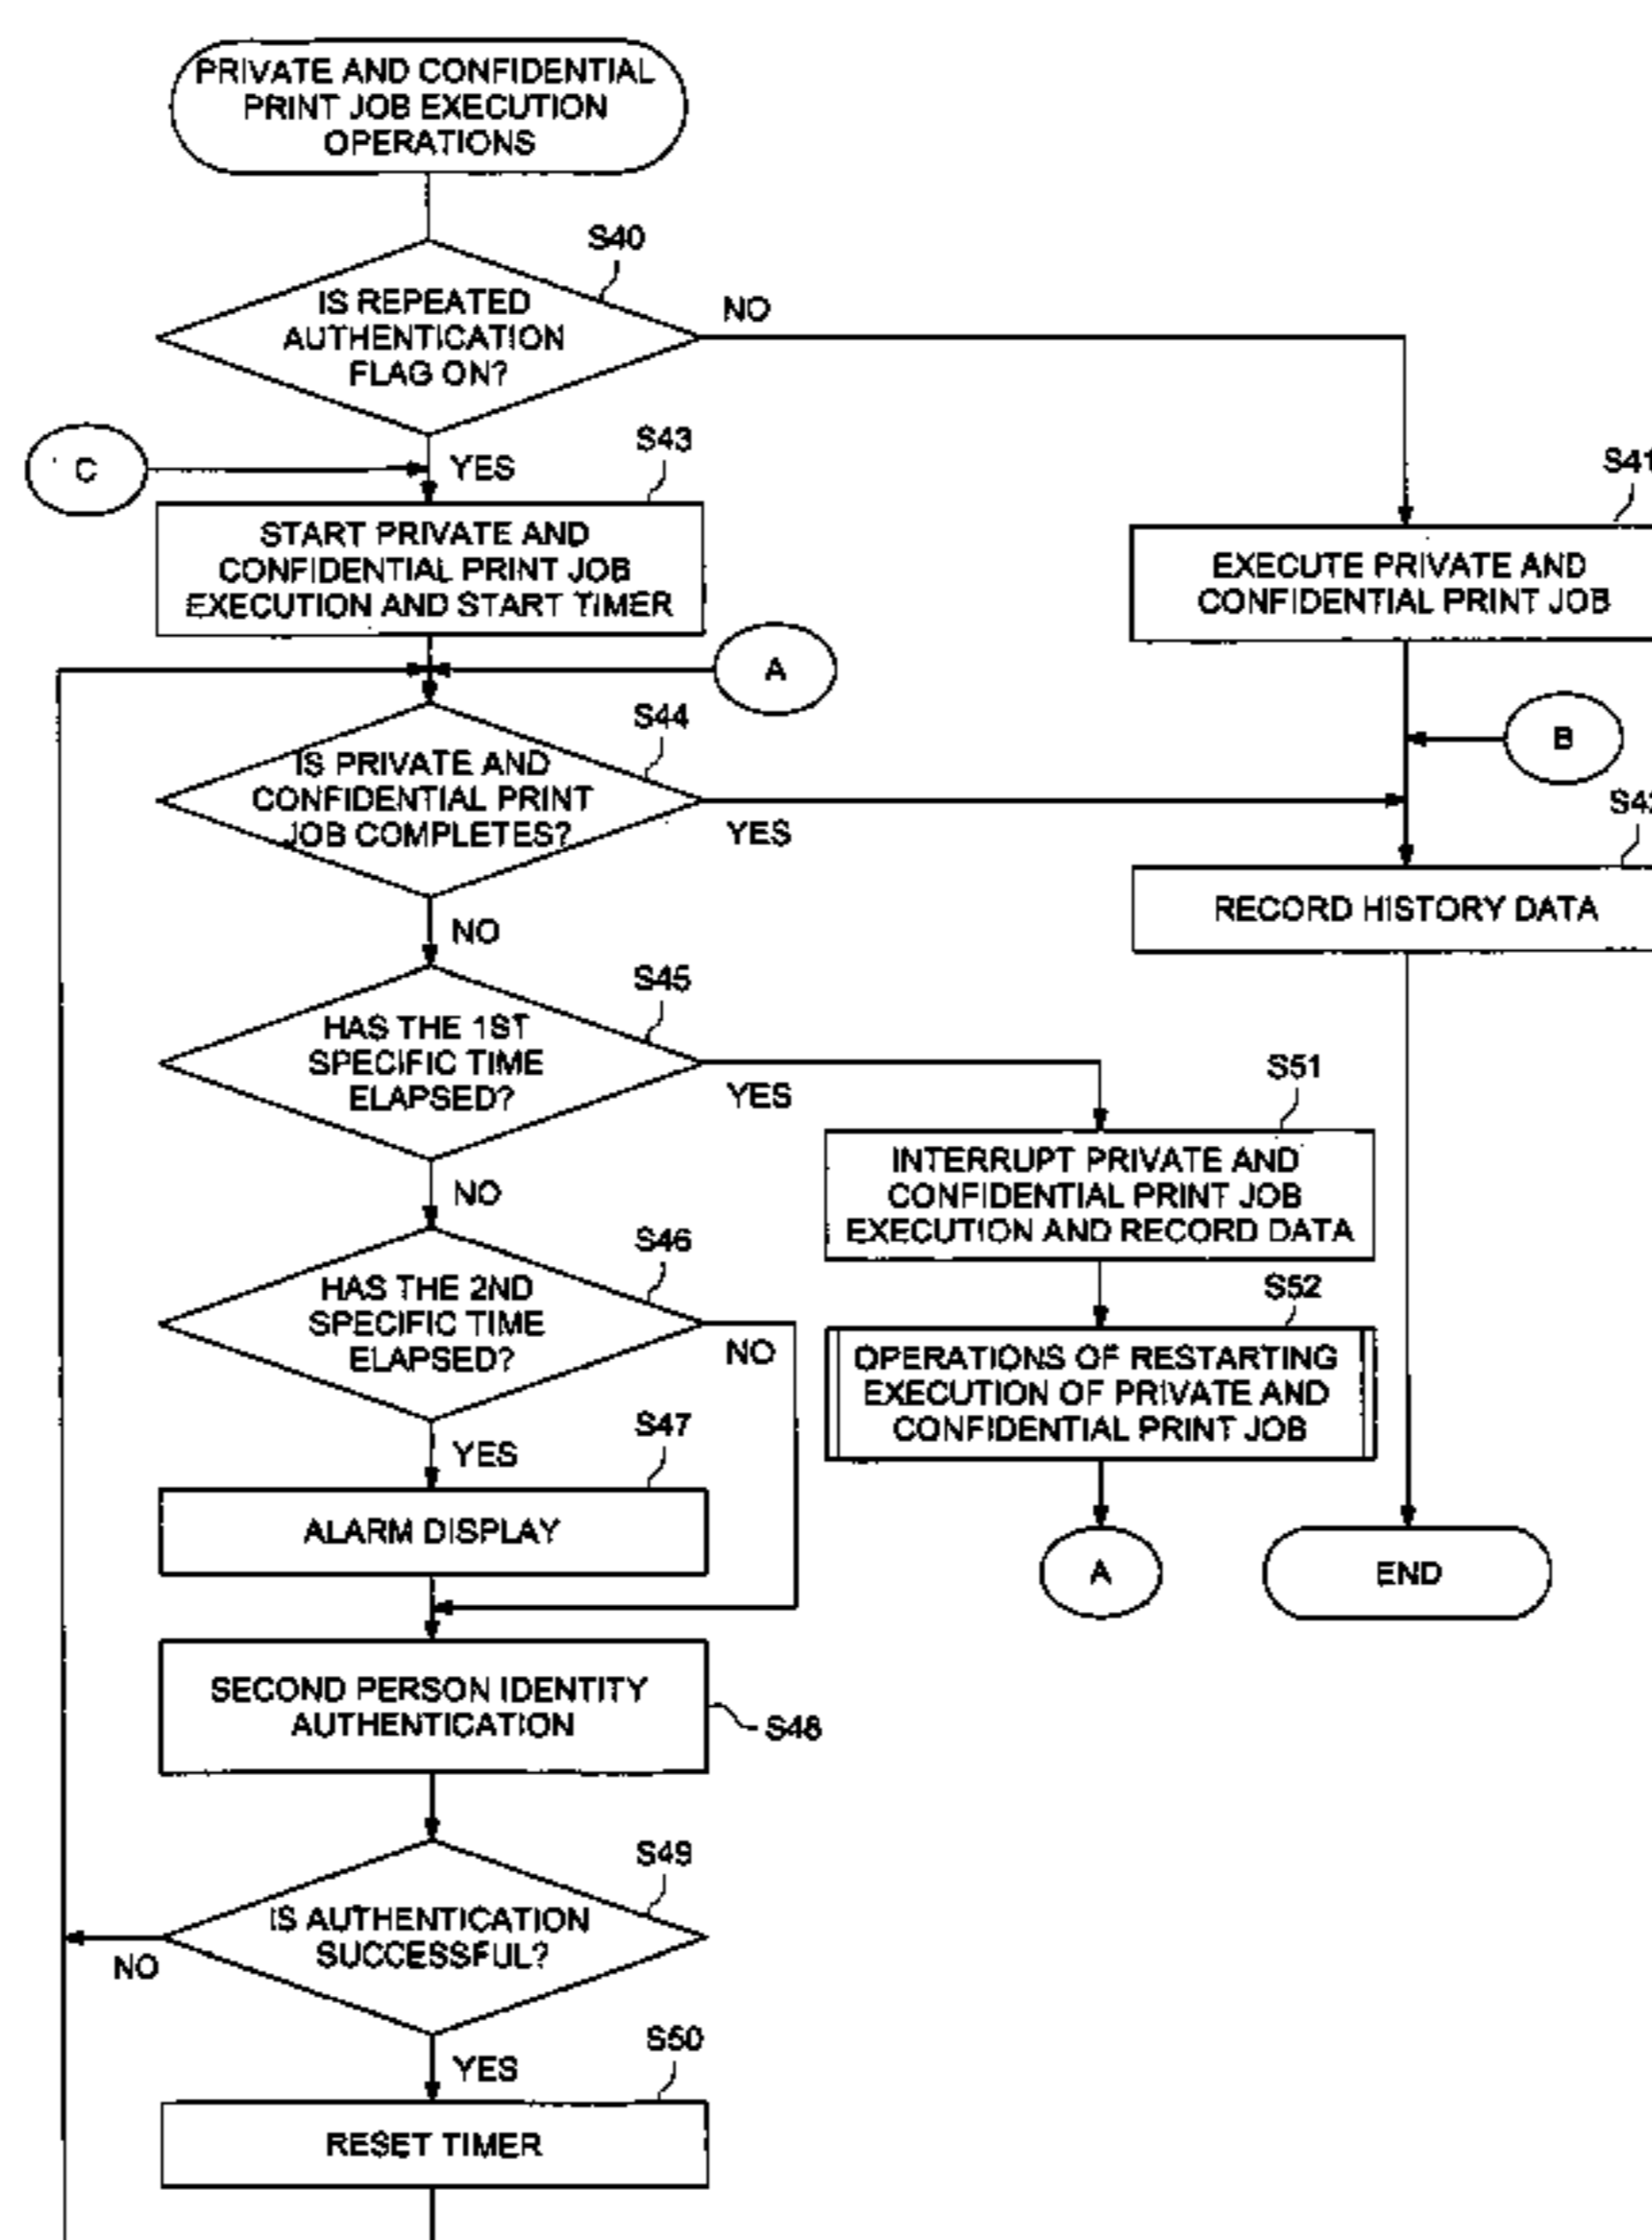 PRIVATE AND CONFIDENTIAL
PRINT JOB EXECUTION
OPERATIONS
S40
IS REPEATED
AUTHENTICATION
FLAG ON?
NO
C
YES
S43
START PRIVATE AND
CONFIDENTIAL PRINT JOB
EXECUTION AND START TIMER
S41
EXECUTE PRIVATE AND
CONFIDENTIAL PRINT JOB
A
S44
IS PRIVATE AND
CONFIDENTIAL PRINT
JOB COMPLETES?
YES
B
S42
RECORD HISTORY DATA
NO
S45
HAS THE 1ST
SPECIFIC TIME
ELAPSED?
YES
S51
INTERRUPT PRIVATE AND
CONFIDENTIAL PRINT JOB
EXECUTION AND RECORD DATA
NO
S46
HAS THE 2ND
SPECIFIC TIME
ELAPSED?
NO
S52
OPERATIONS OF RESTARTING
EXECUTION OF PRIVATE AND
CONFIDENTIAL PRINT JOB
YES
S47
ALARM DISPLAY
A
END
SECOND PERSON IDENTITY
AUTHENTICATION
S48
S49
IS AUTHENTICATION
SUCCESSFUL?
NO
YES
S50
RESET TIMER